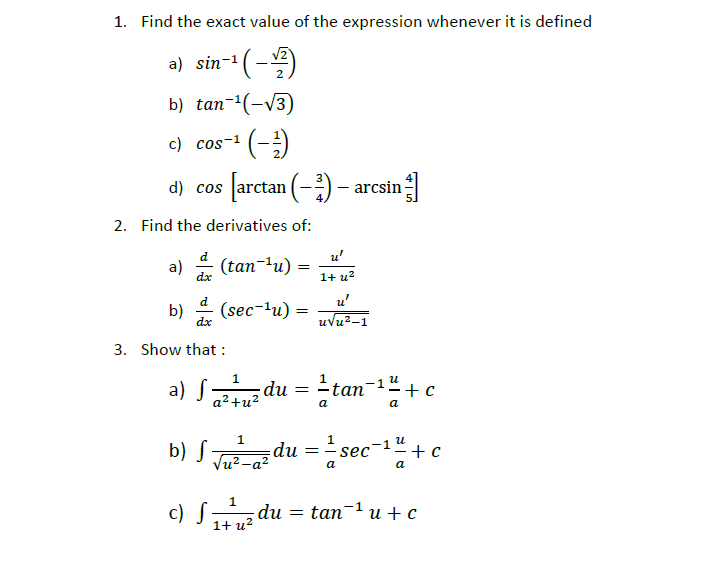 1. Find the exact value of the expression whenever it is defined
a) sin⁻¹(−√2/2)
b) tan⁻¹(−√3)
c) cos⁻¹(−1/2)
d) cos [arctan(−3/4) − arcsin 4/5]
2. Find the derivatives of:
a) d/dx (tan⁻¹u) = u′/(1+ u²)
b) d/dx (sec⁻¹u) = u′/(u√(u²−1))
3. Show that :
a) ∫ 1/(a²+u²) du = 1/a tan⁻¹ u/a + c
b) ∫ 1/√(u²−a²) du = 1/a sec⁻¹ u/a + c
c) ∫ 1/(1+ u²) du = tan⁻¹ u + c